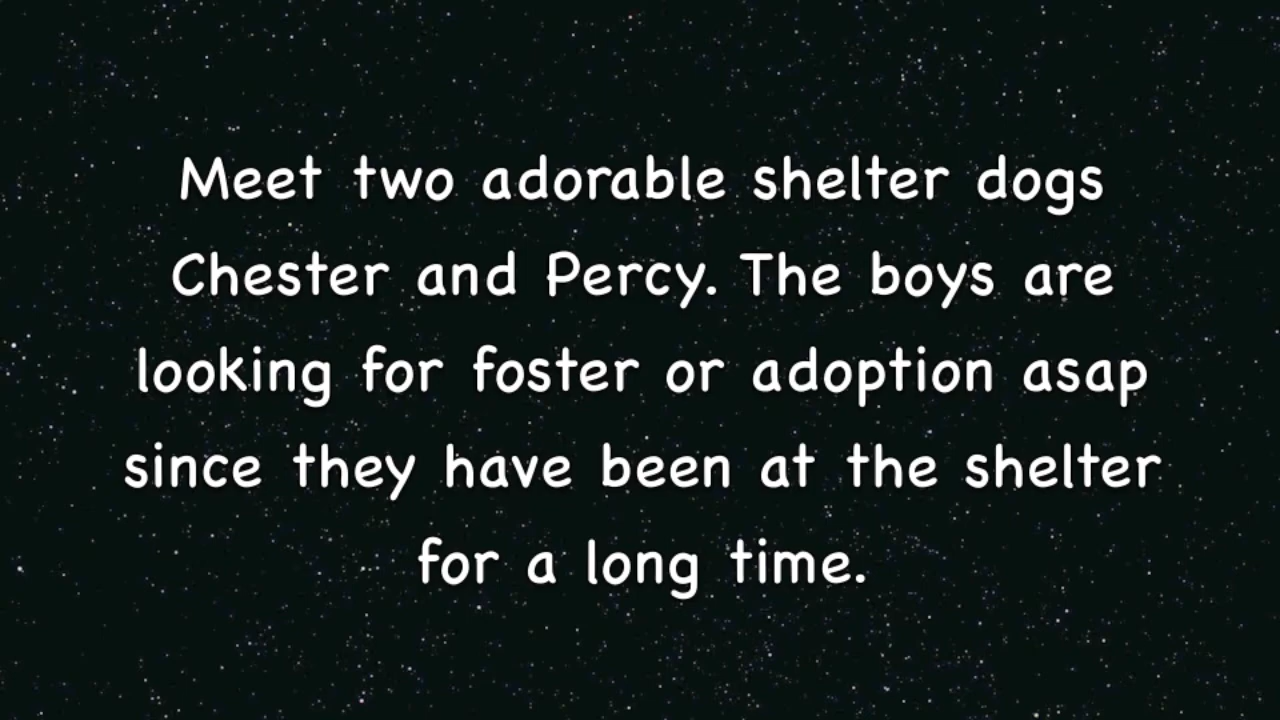 Meet two adorable shelter dogs
Chester and Percy. The boys are
looking for foster or adoption asap
since they have been at the shelter
for a long time.